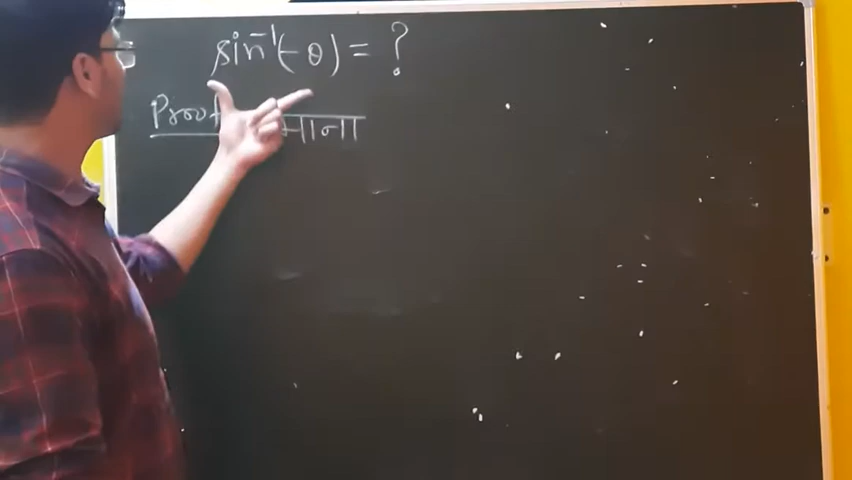 sin⁻¹(-θ) = ?
Proof माना